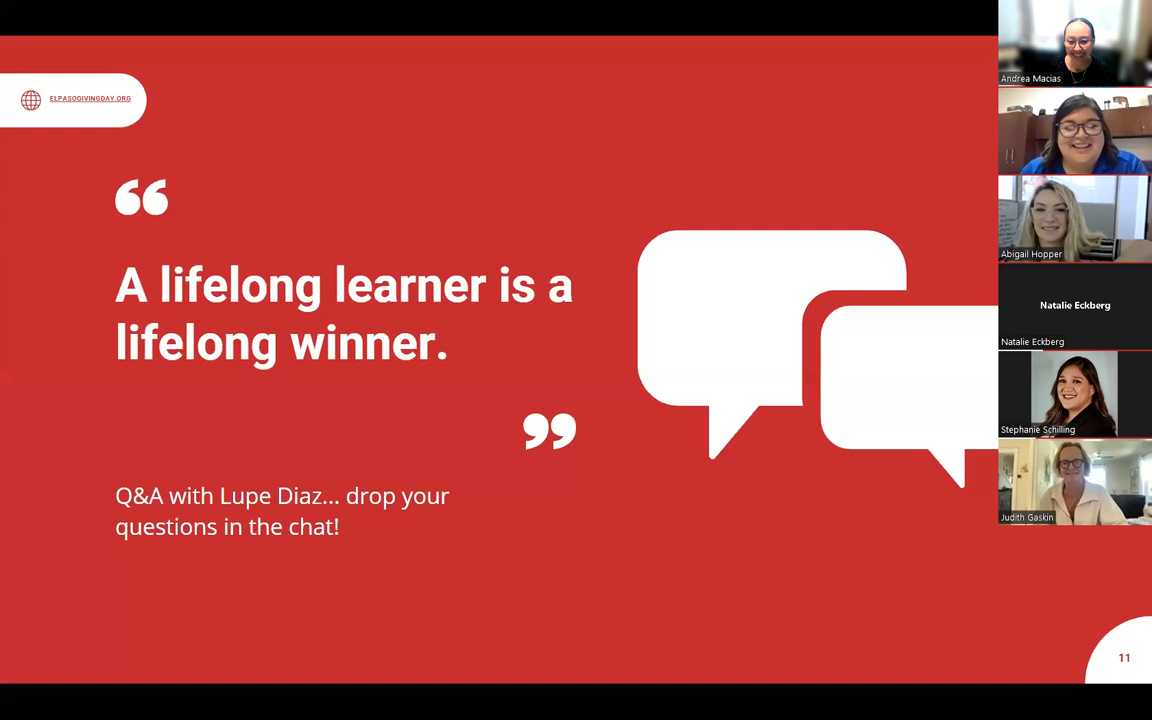 ELPASOGIVINGDAY.ORG
“
A lifelong learner is a
lifelong winner.
”
Q&A with Lupe Diaz... drop your
questions in the chat!
11
Andrea Macias
Abigail Hopper
Natalie Eckberg
Natalie Eckberg
Stephanie Schilling
Judith Gaskin